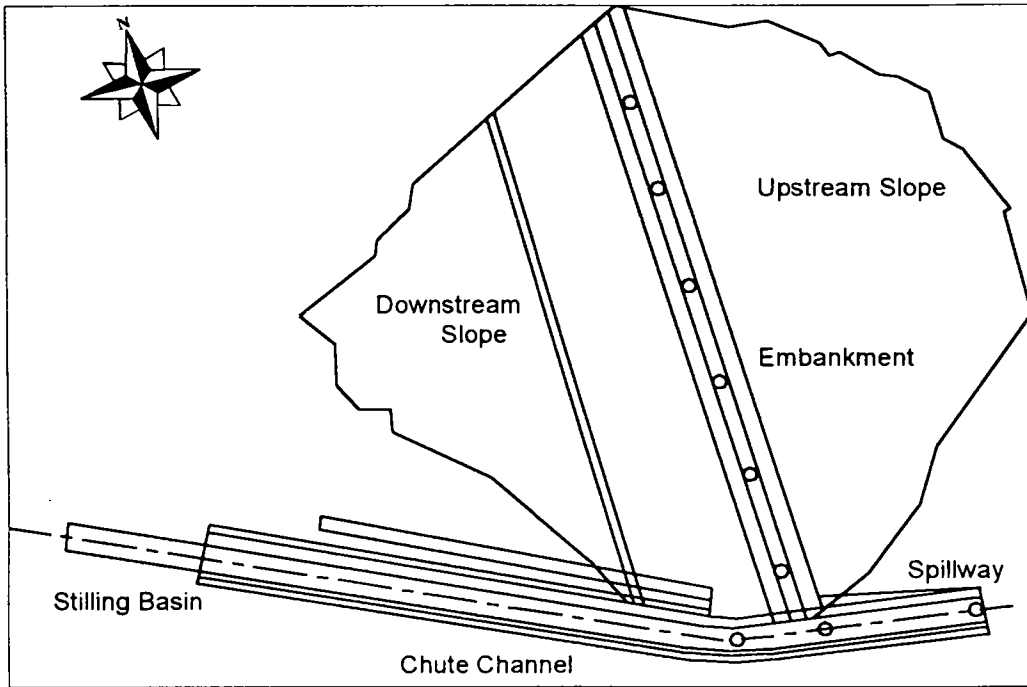 N
Upstream Slope
Downstream
Slope
Embankment
Spillway
Stilling Basin
Chute Channel